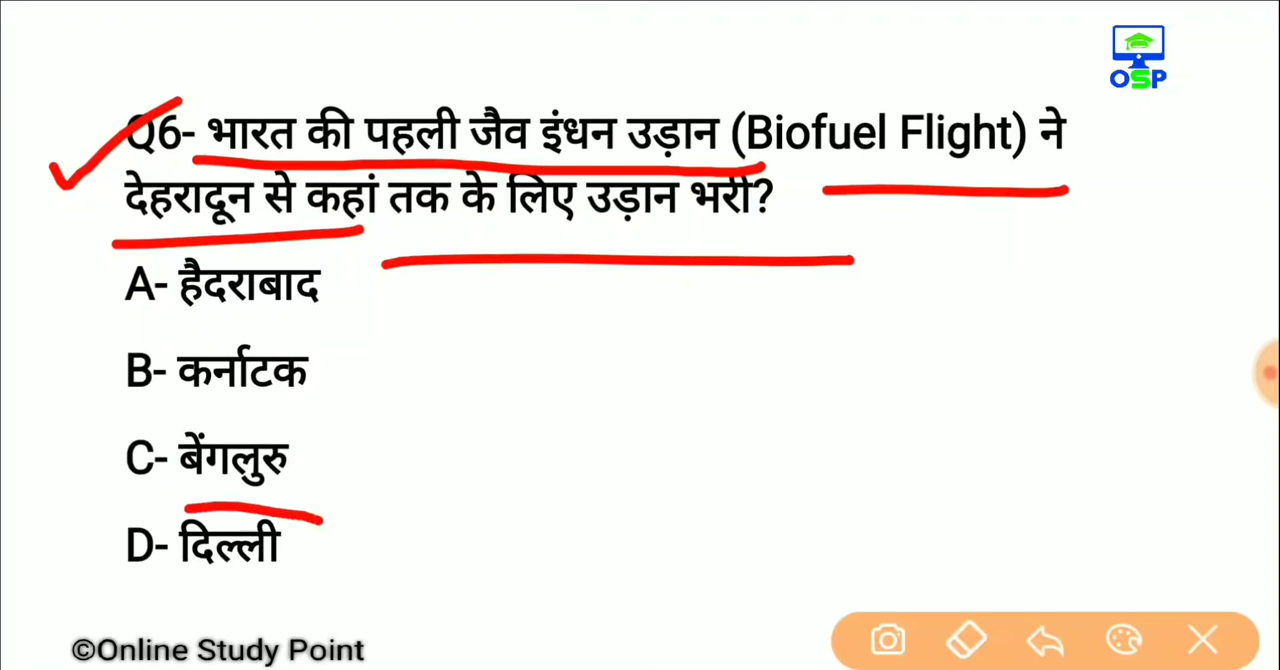 OSP
Q6- भारत की पहली जैव इंधन उड़ान (Biofuel Flight) ने
देहरादून से कहां तक के लिए उड़ान भरी?
A- हैदराबाद
B- कर्नाटक
C- बेंगलुरु
D- दिल्ली
©Online Study Point